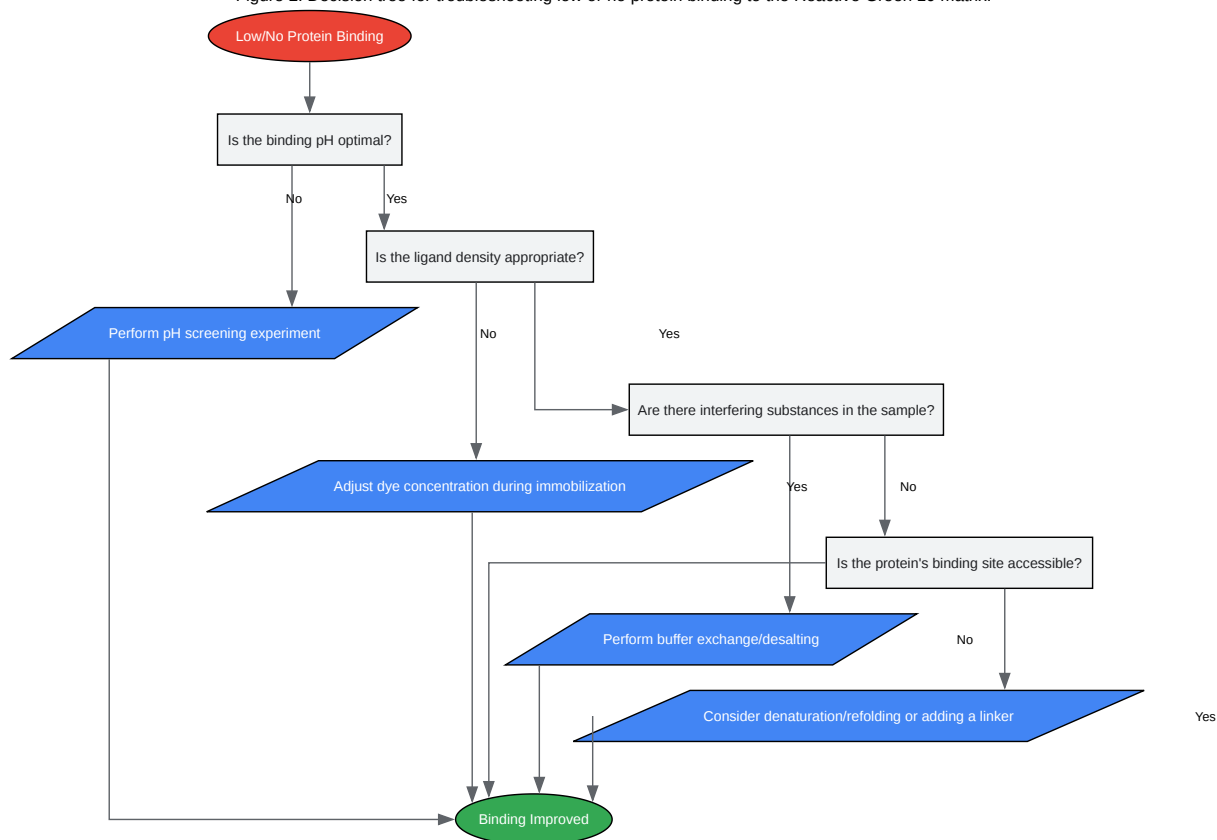 Low/No Protein Binding
Is the binding pH optimal?
No
Yes
Is the ligand density appropriate?
Perform pH screening experiment
No
Yes
Are there interfering substances in the sample?
Adjust dye concentration during immobilization
Yes
No
Is the protein's binding site accessible?
Perform buffer exchange/desalting
No
Consider denaturation/refolding or adding a linker
Yes
Binding Improved